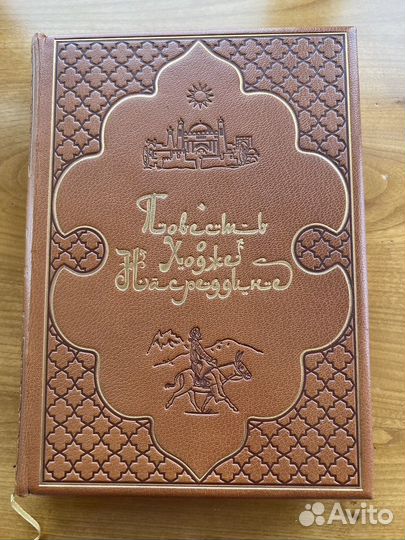 Повесть
о Ходже
Насреддине
Avito